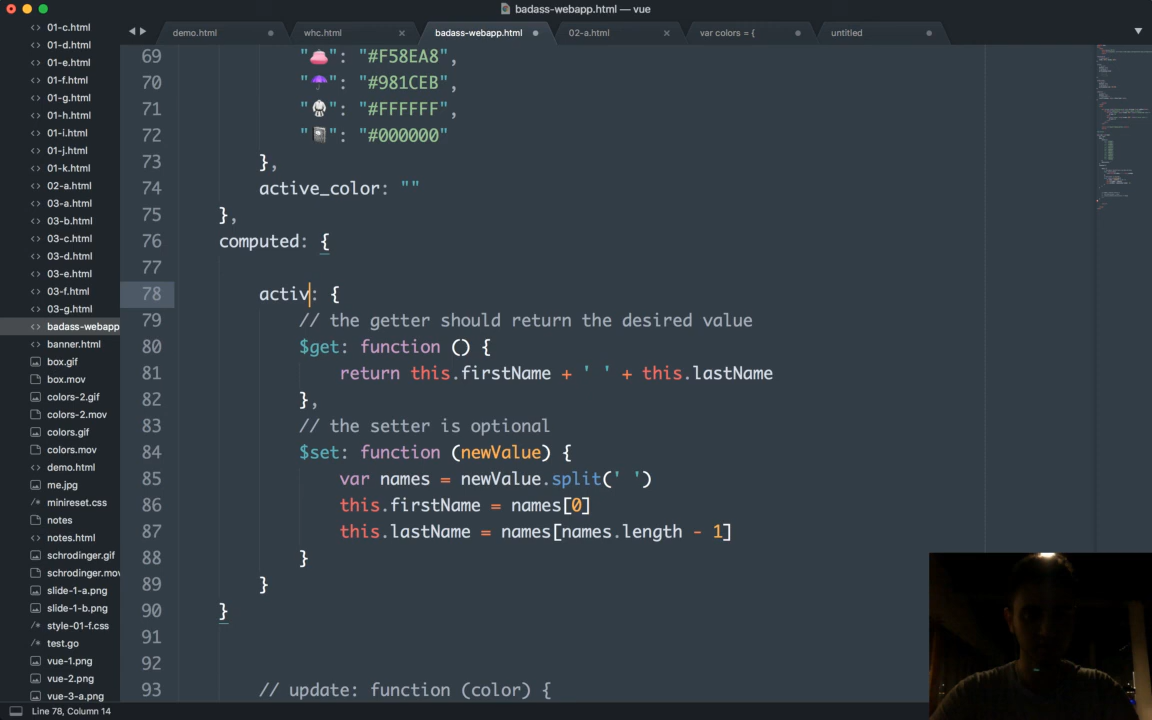 badass-webapp.html — vue
demo.html
whc.html
badass-webapp.html
02-a.html
var colors = {
untitled
01-c.html
01-d.html
01-e.html
01-f.html
01-g.html
01-h.html
01-i.html
01-j.html
01-k.html
02-a.html
03-a.html
03-b.html
03-c.html
03-d.html
03-e.html
03-f.html
03-g.html
badass-webapp
banner.html
box.gif
box.mov
colors-2.gif
colors-2.mov
colors.gif
colors.mov
demo.html
me.jpg
minireset.css
notes
notes.html
schrodinger.gif
schrodinger.mov
slide-1-a.png
slide-1-b.png
style-01-f.css
test.go
vue-1.png
vue-2.png
vue-3-a.png
69 "👛": "#F58EA8",
70 "☂": "#981CEB",
71 "🥋": "#FFFFFF",
72 "📓": "#000000"
73 },
74 active_color: ""
75 },
76 computed: {
77
78 activ: {
79 // the getter should return the desired value
80 $get: function () {
81 return this.firstName + ' ' + this.lastName
82 },
83 // the setter is optional
84 $set: function (newValue) {
85 var names = newValue.split(' ')
86 this.firstName = names[0]
87 this.lastName = names[names.length - 1]
88 }
89 }
90 }
91
92
93 // update: function (color) {
Line 78, Column 14